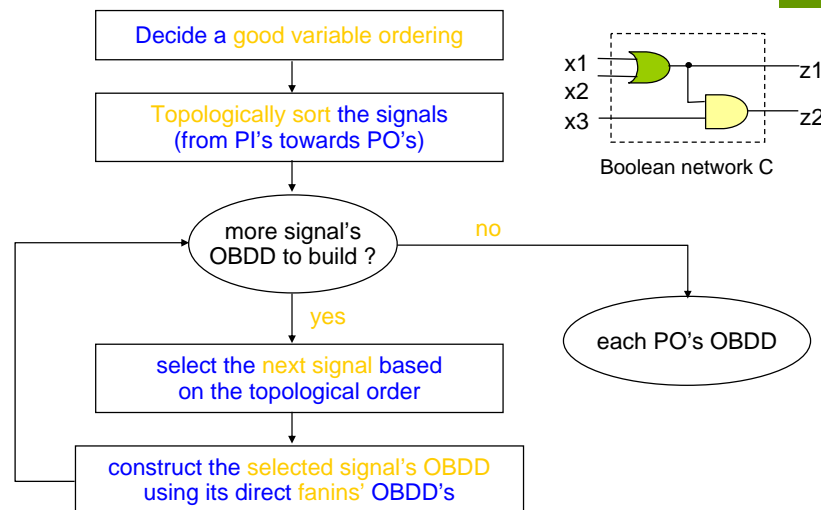 Decide a good variable ordering
Topologically sort the signals
(from PI's towards PO's)
more signal's
OBDD to build ?
no
yes
each PO's OBDD
select the next signal based
on the topological order
construct the selected signal's OBDD
using its direct fanins' OBDD's
x1
x2
x3
z1
z2
Boolean network C